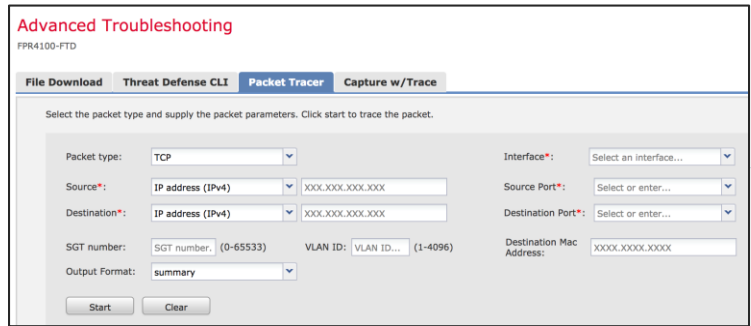 Advanced Troubleshooting
FPR4100-FTD
File Download Threat Defense CLI Packet Tracer Capture w/Trace
Select the packet type and supply the packet parameters. Click start to trace the packet.
Packet type: TCP Interface*: Select an interface...
Source*: IP address (IPv4) XXX.XXX.XXX.XXX Source Port*: Select or enter...
Destination*: IP address (IPv4) XXX.XXX.XXX.XXX Destination Port*: Select or enter...
SGT number: SGT number. (0-65533) VLAN ID: VLAN ID... (1-4096) Destination Mac Address: XXXX.XXXX.XXXX
Output Format: summary
Start Clear